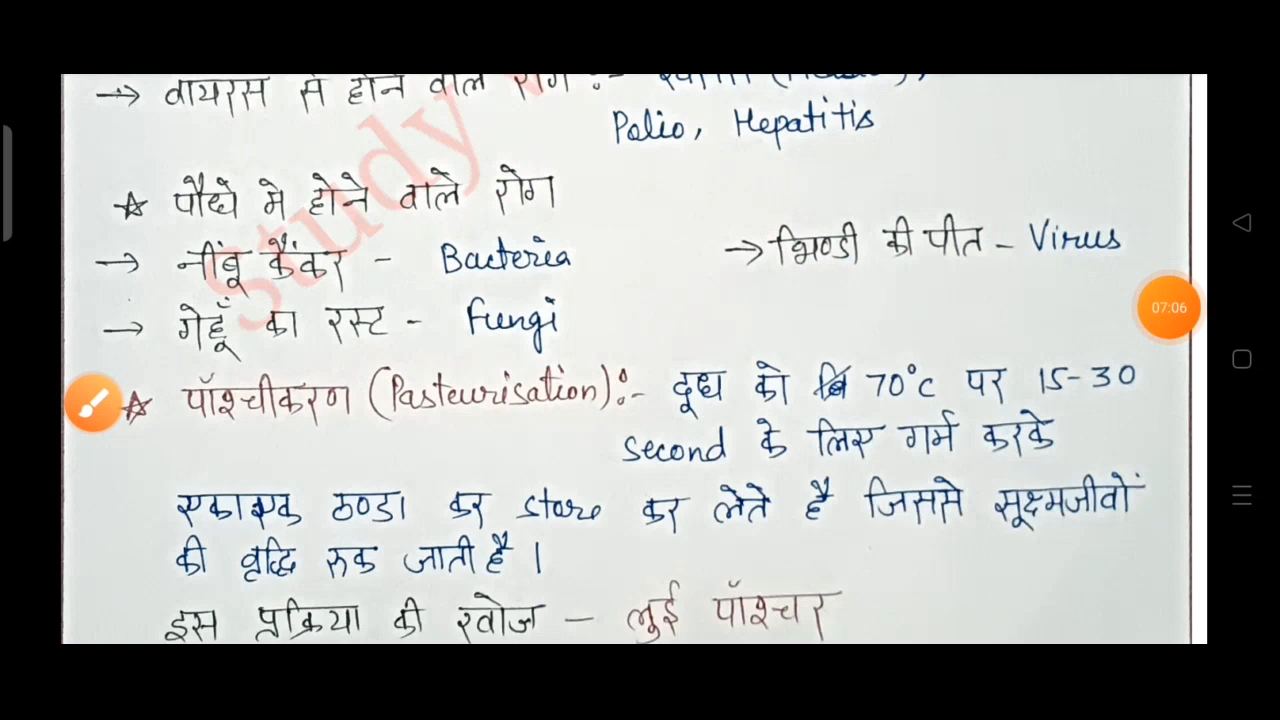 → वायरस से होने वाले रोग :-
Polio, Hepatitis
☆ पौधे मे होने वाले रोग
→ नींबू कैंकर - Bacteria
→ भिण्डी की पीत - Virus
→ गेहूँ का रस्ट - Fungi
07:06
☆ पॉश्चीकरण (Pasteurisation) :- दूध को 70°C पर 15-30
second के लिए गर्म करके
एकाएक ठण्डा कर store कर लेते है जिससे सूक्ष्मजीवों
की वृद्धि रुक जाती है ।
इस प्रक्रिया की खोज - लुई पॉश्चर
Study